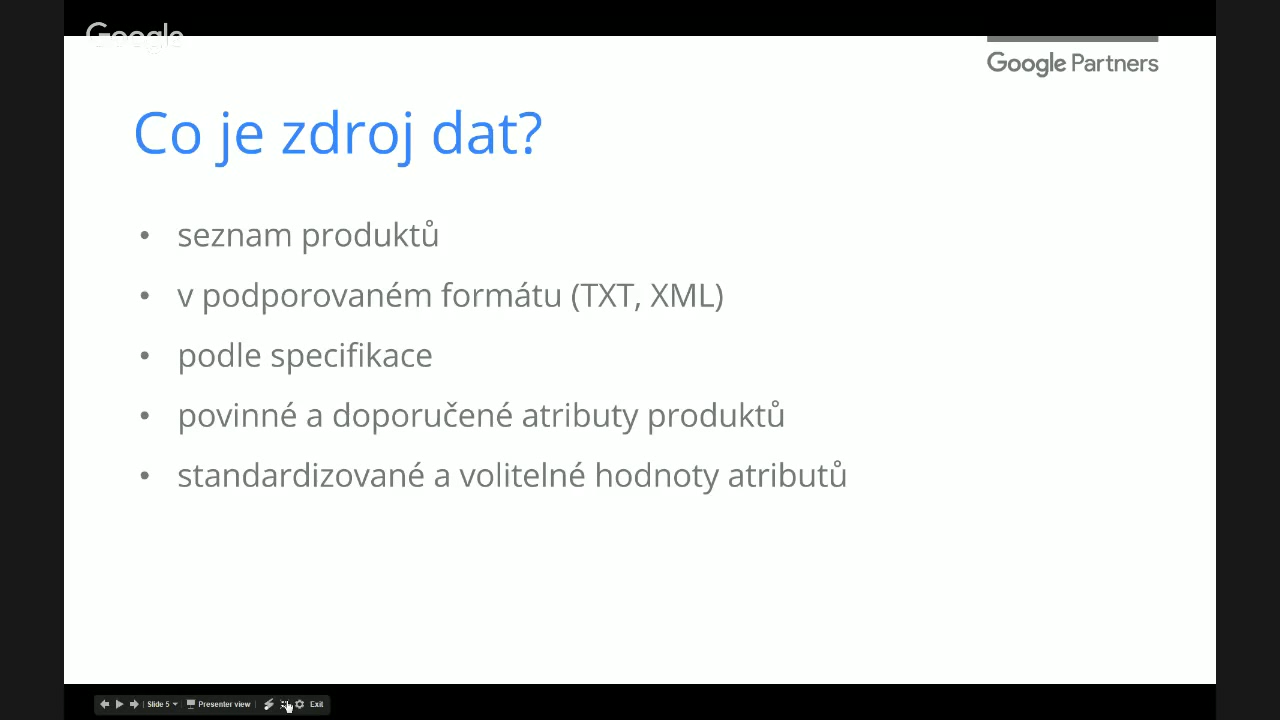 Google
Google Partners
Co je zdroj dat?
• seznam produktů
• v podporovaném formátu (TXT, XML)
• podle specifikace
• povinné a doporučené atributy produktů
• standardizované a volitelné hodnoty atributů
Slide 5 Presenter view Exit